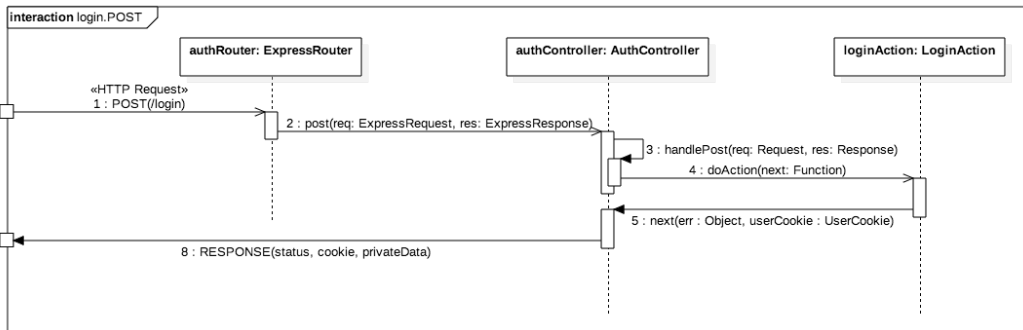 interaction login.POST
authRouter: ExpressRouter
authController: AuthController
loginAction: LoginAction
«HTTP Request»
1 : POST(/login)
2 : post(req: ExpressRequest, res: ExpressResponse)
3 : handlePost(req: Request, res: Response)
4 : doAction(next: Function)
5 : next(err : Object, userCookie : UserCookie)
8 : RESPONSE(status, cookie, privateData)